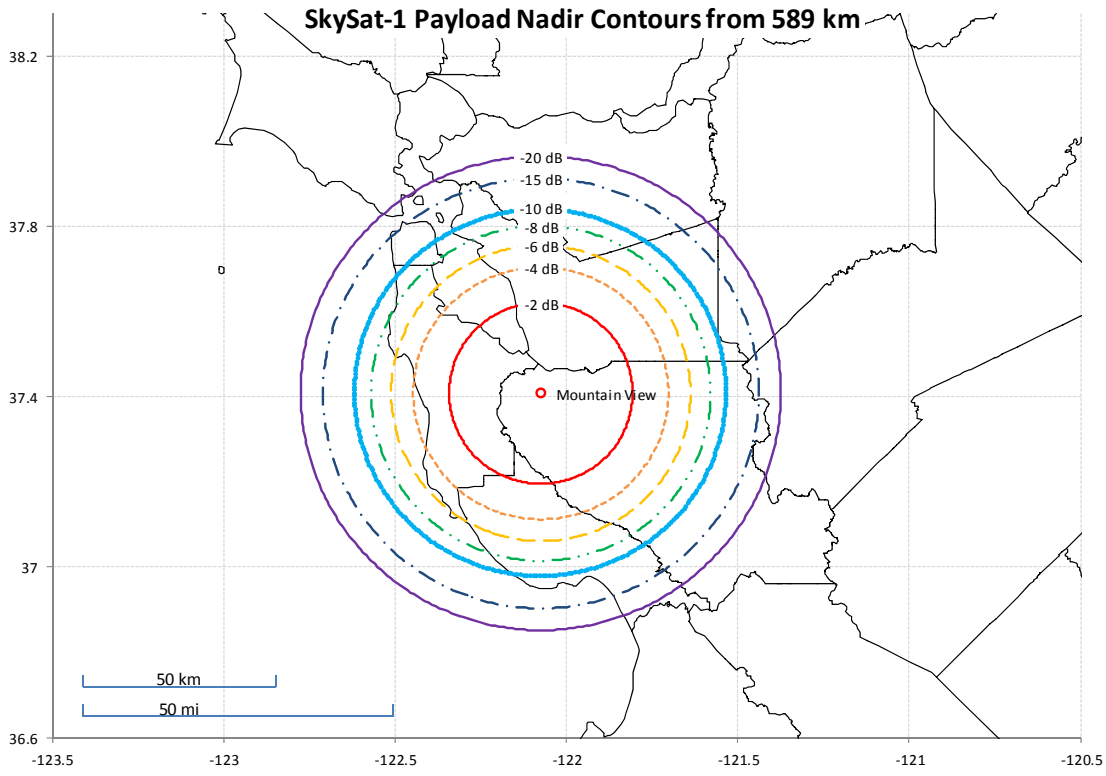 SkySat-1 Payload Nadir Contours from 589 km
38.2
-20 dB
-15 dB
-10 dB
37.8
-8 dB
-6 dB
-4 dB
-2 dB
37.4
Mountain View
37
50 km
50 mi
36.6
-123.5 -123 -122.5 -122 -121.5 -121 -120.5